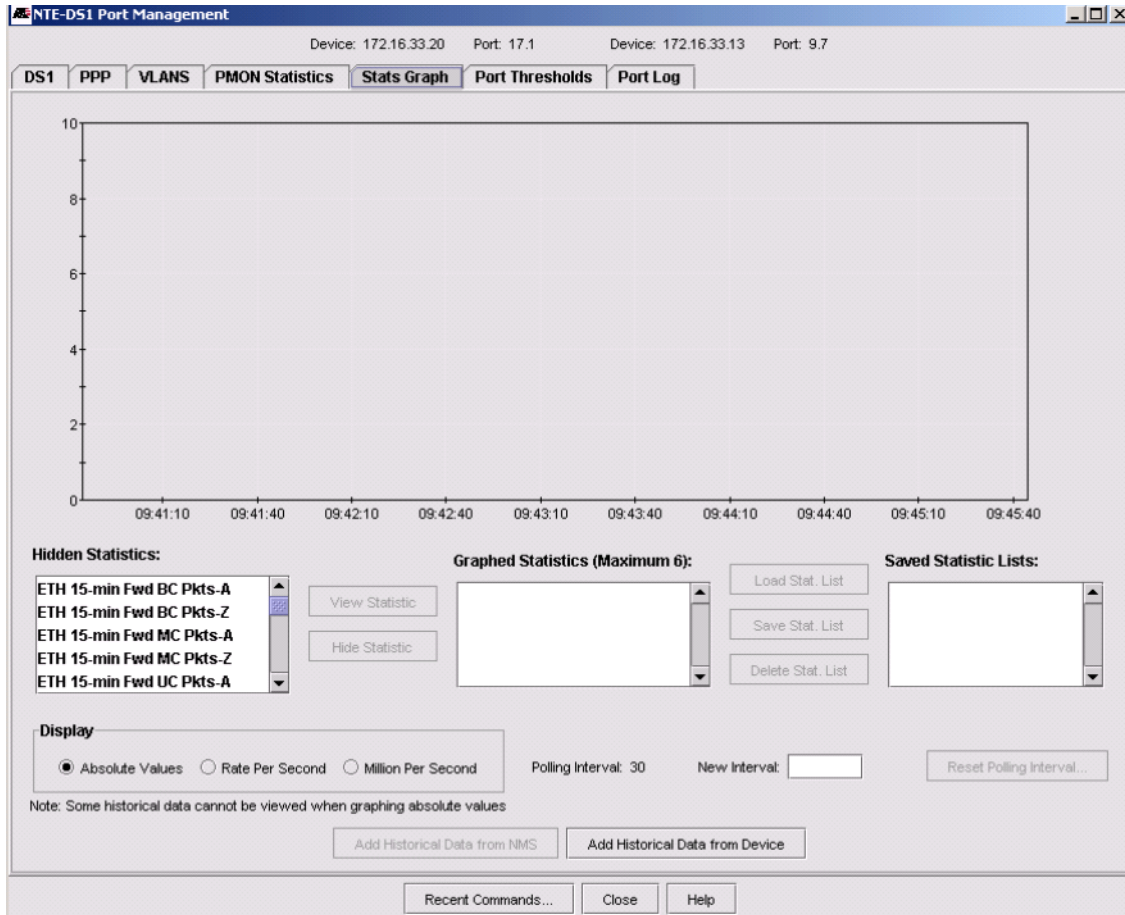 NTE-DS1 Port Management
Device: 172.16.33.20 Port: 17.1 Device: 172.16.33.13 Port: 9.7
DS1 PPP VLANS PMON Statistics Stats Graph Port Thresholds Port Log
10
8
6
4
2
0
09:41:10 09:41:40 09:42:10 09:42:40 09:43:10 09:43:40 09:44:10 09:44:40 09:45:10 09:45:40
Hidden Statistics:
ETH 15-min Fwd BC Pkts-A
ETH 15-min Fwd BC Pkts-Z
ETH 15-min Fwd MC Pkts-A
ETH 15-min Fwd MC Pkts-Z
ETH 15-min Fwd UC Pkts-A
View Statistic
Hide Statistic
Graphed Statistics (Maximum 6):
Load Stat. List
Save Stat. List
Delete Stat. List
Saved Statistic Lists:
Display
Absolute Values Rate Per Second Million Per Second
Polling Interval: 30 New Interval: Reset Polling Interval...
Note: Some historical data cannot be viewed when graphing absolute values
Add Historical Data from NMS Add Historical Data from Device
Recent Commands... Close Help